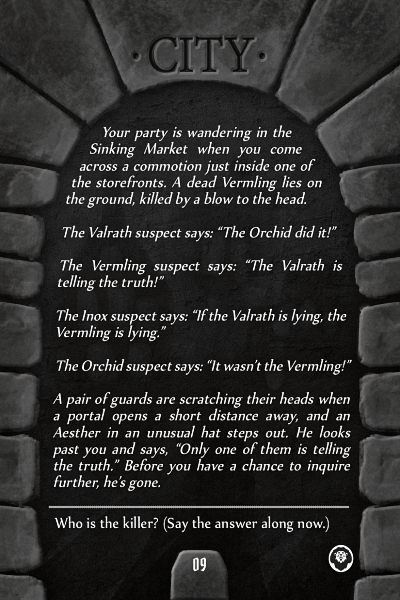 ·CITY·
Your party is wandering in the
Sinking Market when you come
across a commotion just inside one of
the storefronts. A dead Vermling lies on
the ground, killed by a blow to the head.
The Valrath suspect says: “The Orchid did it!”
The Vermling suspect says: “The Valrath is
telling the truth!”
The Inox suspect says: “If the Valrath is lying, the
Vermling is lying.”
The Orchid suspect says: “It wasn’t the Vermling!”
A pair of guards are scratching their heads when
a portal opens a short distance away, and an
Aesther in an unusual hat steps out. He looks
past you and says, “Only one of them is telling
the truth.” Before you have a chance to inquire
further, he’s gone.
Who is the killer? (Say the answer along now.)
09